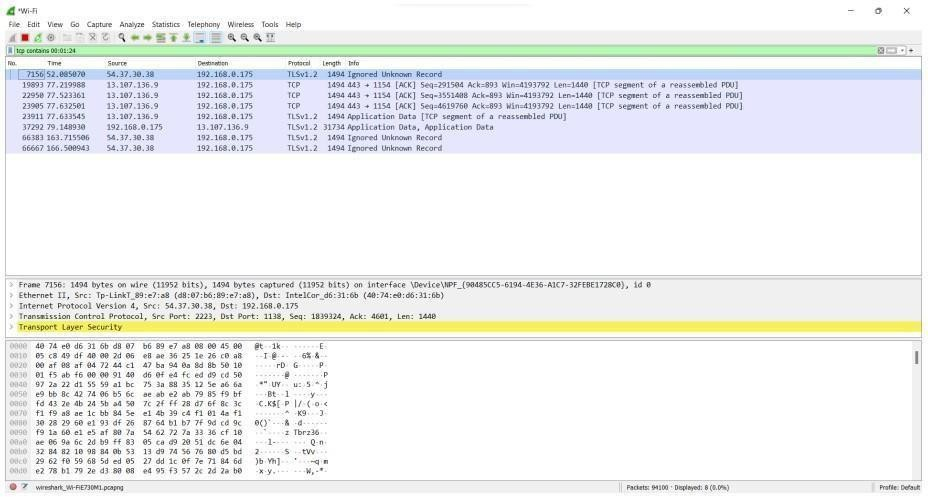 *Wi-Fi
File Edit View Go Capture Analyze Statistics Telephony Wireless Tools Help
tcp contains 00:01:24
No. Time Source Destination Protocol Length Info
7156 52.085070 54.37.30.38 192.168.0.175 TLSv1.2 1494 Ignored Unknown Record
19893 77.219988 13.107.136.9 192.168.0.175 TCP 1494 443 → 1154 [ACK] Seq=291504 Ack=893 Win=4193792 Len=1440 [TCP segment of a reassembled PDU]
22950 77.523361 13.107.136.9 192.168.0.175 TCP 1494 443 → 1154 [ACK] Seq=3551408 Ack=893 Win=4193792 Len=1440 [TCP segment of a reassembled PDU]
23905 77.632501 13.107.136.9 192.168.0.175 TCP 1494 443 → 1154 [ACK] Seq=4619760 Ack=893 Win=4193792 Len=1440 [TCP segment of a reassembled PDU]
23911 77.633545 13.107.136.9 192.168.0.175 TLSv1.2 1494 Application Data [TCP segment of a reassembled PDU]
37292 79.148930 192.168.0.175 13.107.136.9 TLSv1.2 31734 Application Data, Application Data
66383 163.715506 54.37.30.38 192.168.0.175 TLSv1.2 1494 Ignored Unknown Record
66667 166.500943 54.37.30.38 192.168.0.175 TLSv1.2 1494 Ignored Unknown Record
> Frame 7156: 1494 bytes on wire (11952 bits), 1494 bytes captured (11952 bits) on interface \Device\NPF_{90485CC5-6194-4E36-A1C7-32FEBE1728C0}, id 0
> Ethernet II, Src: Tp-LinkT_89:e7:a8 (d8:07:b6:89:e7:a8), Dst: IntelCor_d6:31:6b (40:74:e0:d6:31:6b)
> Internet Protocol Version 4, Src: 54.37.30.38, Dst: 192.168.0.175
> Transmission Control Protocol, Src Port: 2223, Dst Port: 1138, Seq: 1839324, Ack: 4601, Len: 1440
> Transport Layer Security
0000 40 74 e0 d6 31 6b d8 07 b6 89 e7 a8 08 00 45 00
0010 05 c8 49 df 40 00 2d 06 e8 ae 36 25 1e 26 c0 a8
0020 00 af 08 af 04 72 44 c1 47 ba 94 0a 8d 8b 50 10
0030 01 f5 ab f6 00 00 91 40 d6 0f e4 fc ed d9 cd 50
0040 97 2a 22 d1 55 59 a1 bc 75 3a 88 35 12 5e a6 6a
0050 e9 bb 8c 42 74 06 b5 6c ae ab e2 ab 79 85 f9 bf
0060 fd 43 2e 4b 24 5b a4 50 7c 2f ff 28 d7 6f 8c 3c
0070 f1 f9 a8 ae 1c bb 84 5e e1 4b 39 c4 f1 01 4a f1
0080 30 28 29 60 e1 93 df 26 87 64 b1 b7 7f 9d cd 9c
0090 f9 1a 60 e1 e5 af 80 7a 54 62 72 7a 33 36 cf 10
00a0 ae 06 9a 6c 2d b9 ff 83 05 ca d9 20 51 dc 6e 04
00b0 32 84 82 10 98 84 0b 53 13 d9 74 56 76 80 d5 bd
00c0 29 62 f0 59 68 5d ed 05 27 dd 1c 0f 7e 71 84 6d
00d0 e2 78 b1 79 2e d3 80 08 e4 95 f3 57 2c 2d 2a b0
wireshark_Wi-FiE730M1.pcapng Packets: 94100 · Displayed: 8 (0.0%) Profile: Default